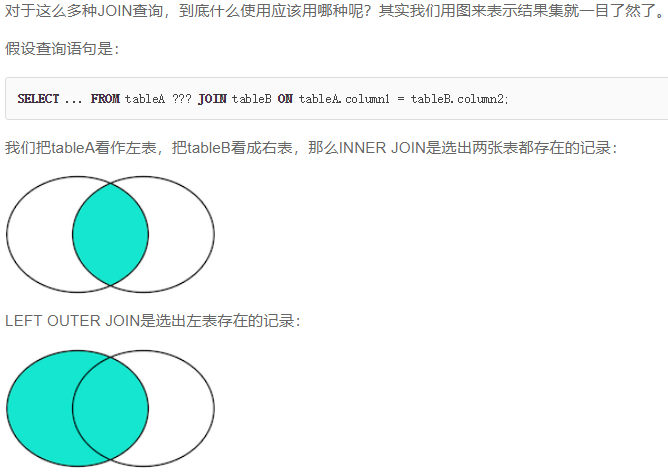 对于这么多种JOIN查询，到底什么使用应该用哪种呢？其实我们用图来表示结果集就一目了然了。
假设查询语句是：
SELECT ... FROM tableA ??? JOIN tableB ON tableA.column1 = tableB.column2;
我们把tableA看作左表，把tableB看成右表，那么INNER JOIN是选出两张表都存在的记录：
LEFT OUTER JOIN是选出左表存在的记录：